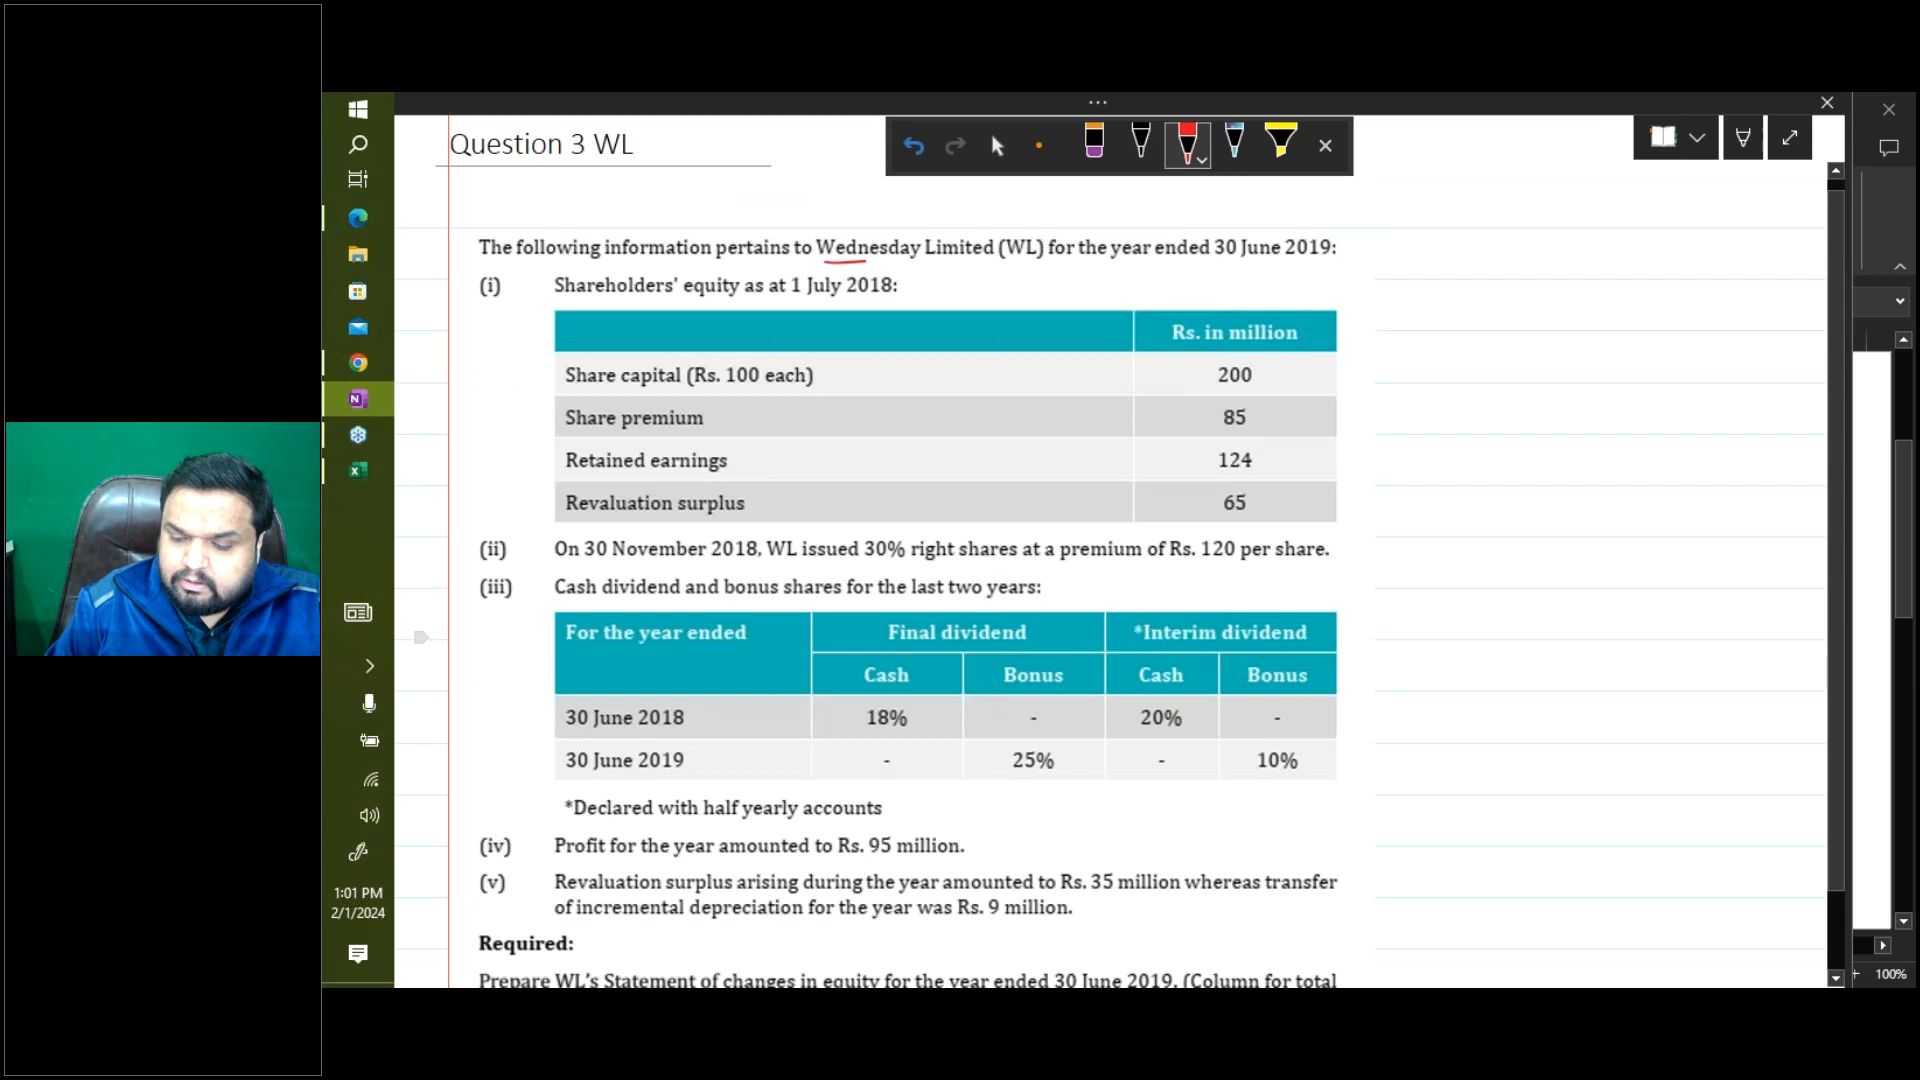 Question 3 WL
The following information pertains to Wednesday Limited (WL) for the year ended 30 June 2019:
(i) Shareholders' equity as at 1 July 2018:
Rs. in million
Share capital (Rs. 100 each) 200
Share premium 85
Retained earnings 124
Revaluation surplus 65
(ii) On 30 November 2018, WL issued 30% right shares at a premium of Rs. 120 per share.
(iii) Cash dividend and bonus shares for the last two years:
For the year ended Final dividend *Interim dividend
Cash Bonus Cash Bonus
30 June 2018 18% - 20% -
30 June 2019 - 25% - 10%
*Declared with half yearly accounts
(iv) Profit for the year amounted to Rs. 95 million.
(v) Revaluation surplus arising during the year amounted to Rs. 35 million whereas transfer
of incremental depreciation for the year was Rs. 9 million.
Required:
Prepare WL's Statement of changes in equity for the year ended 30 June 2019. (Column for total
1:01 PM
2/1/2024
100%